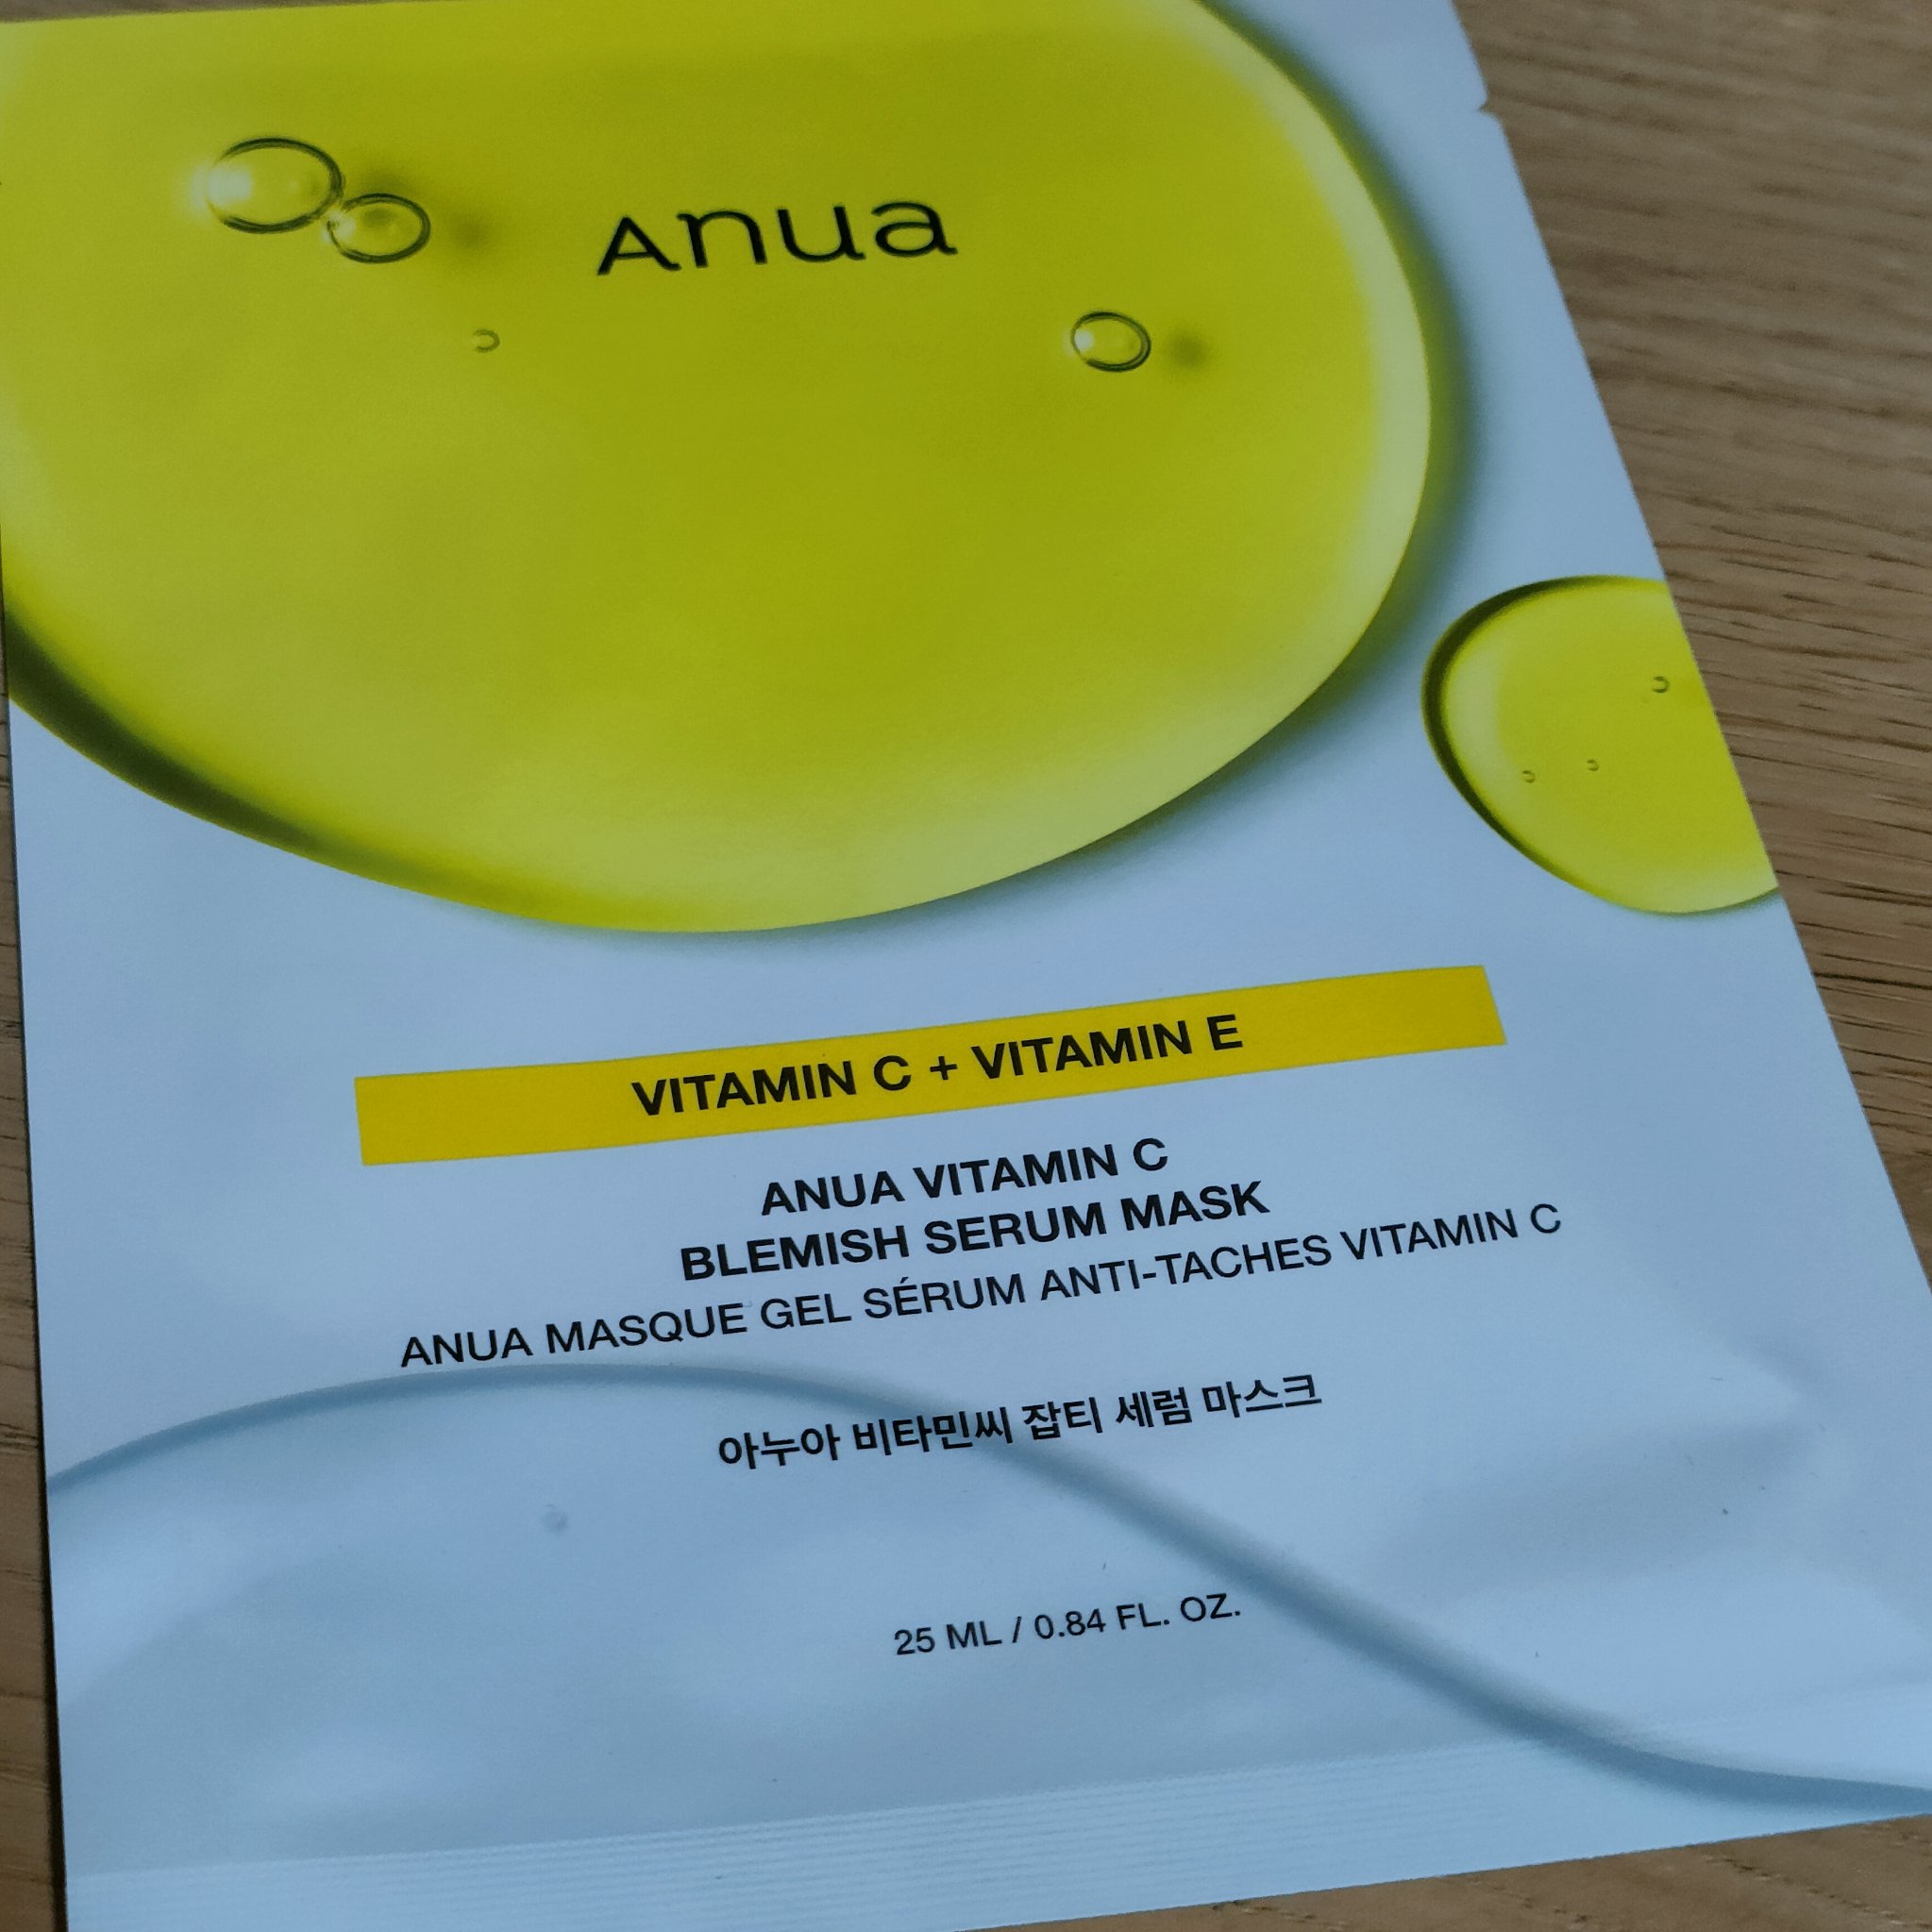 Anua
VITAMIN C + VITAMIN E
ANUA VITAMIN C
BLEMISH SERUM MASK
ANUA MASQUE GEL SÉRUM ANTI-TACHES VITAMIN C
아누아 비타민씨 잡티 세럼 마스크
25 ML / 0.84 FL. OZ.